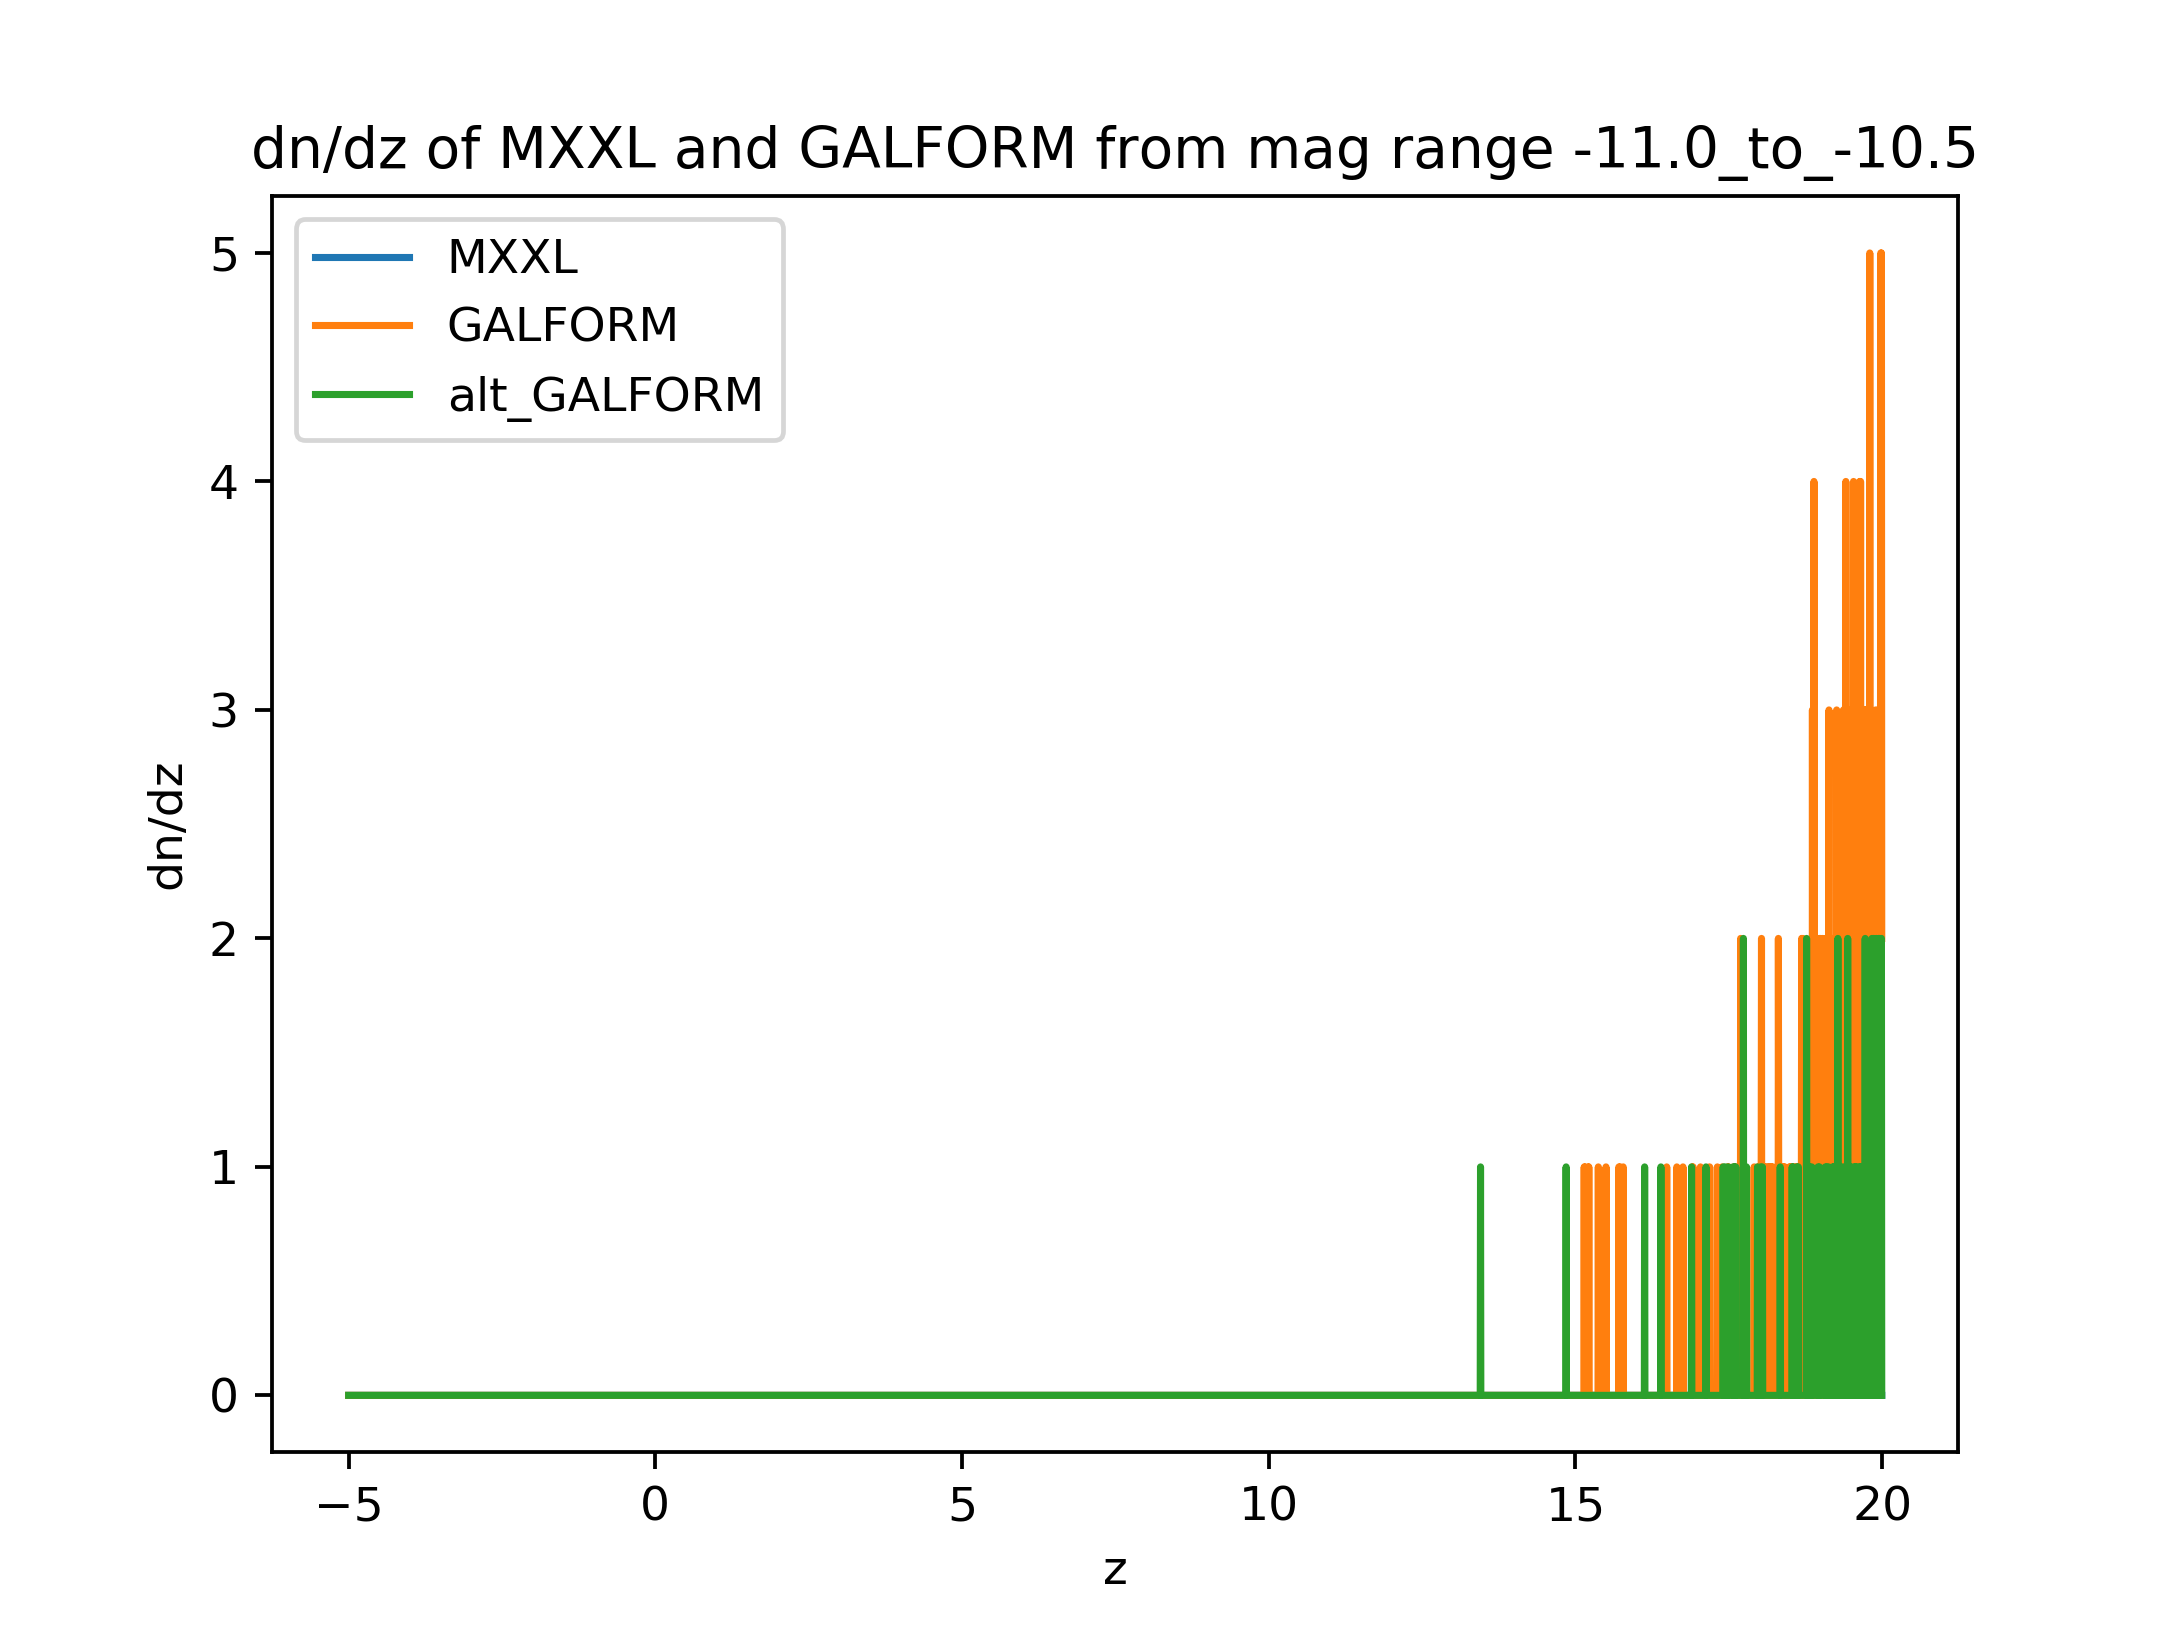 dn/dz of MXXL and GALFORM from mag range -11.0_to_-10.5
MXXL
GALFORM
alt_GALFORM
5
4
3
2
1
0
dn/dz
−5 0 5 10 15 20
z